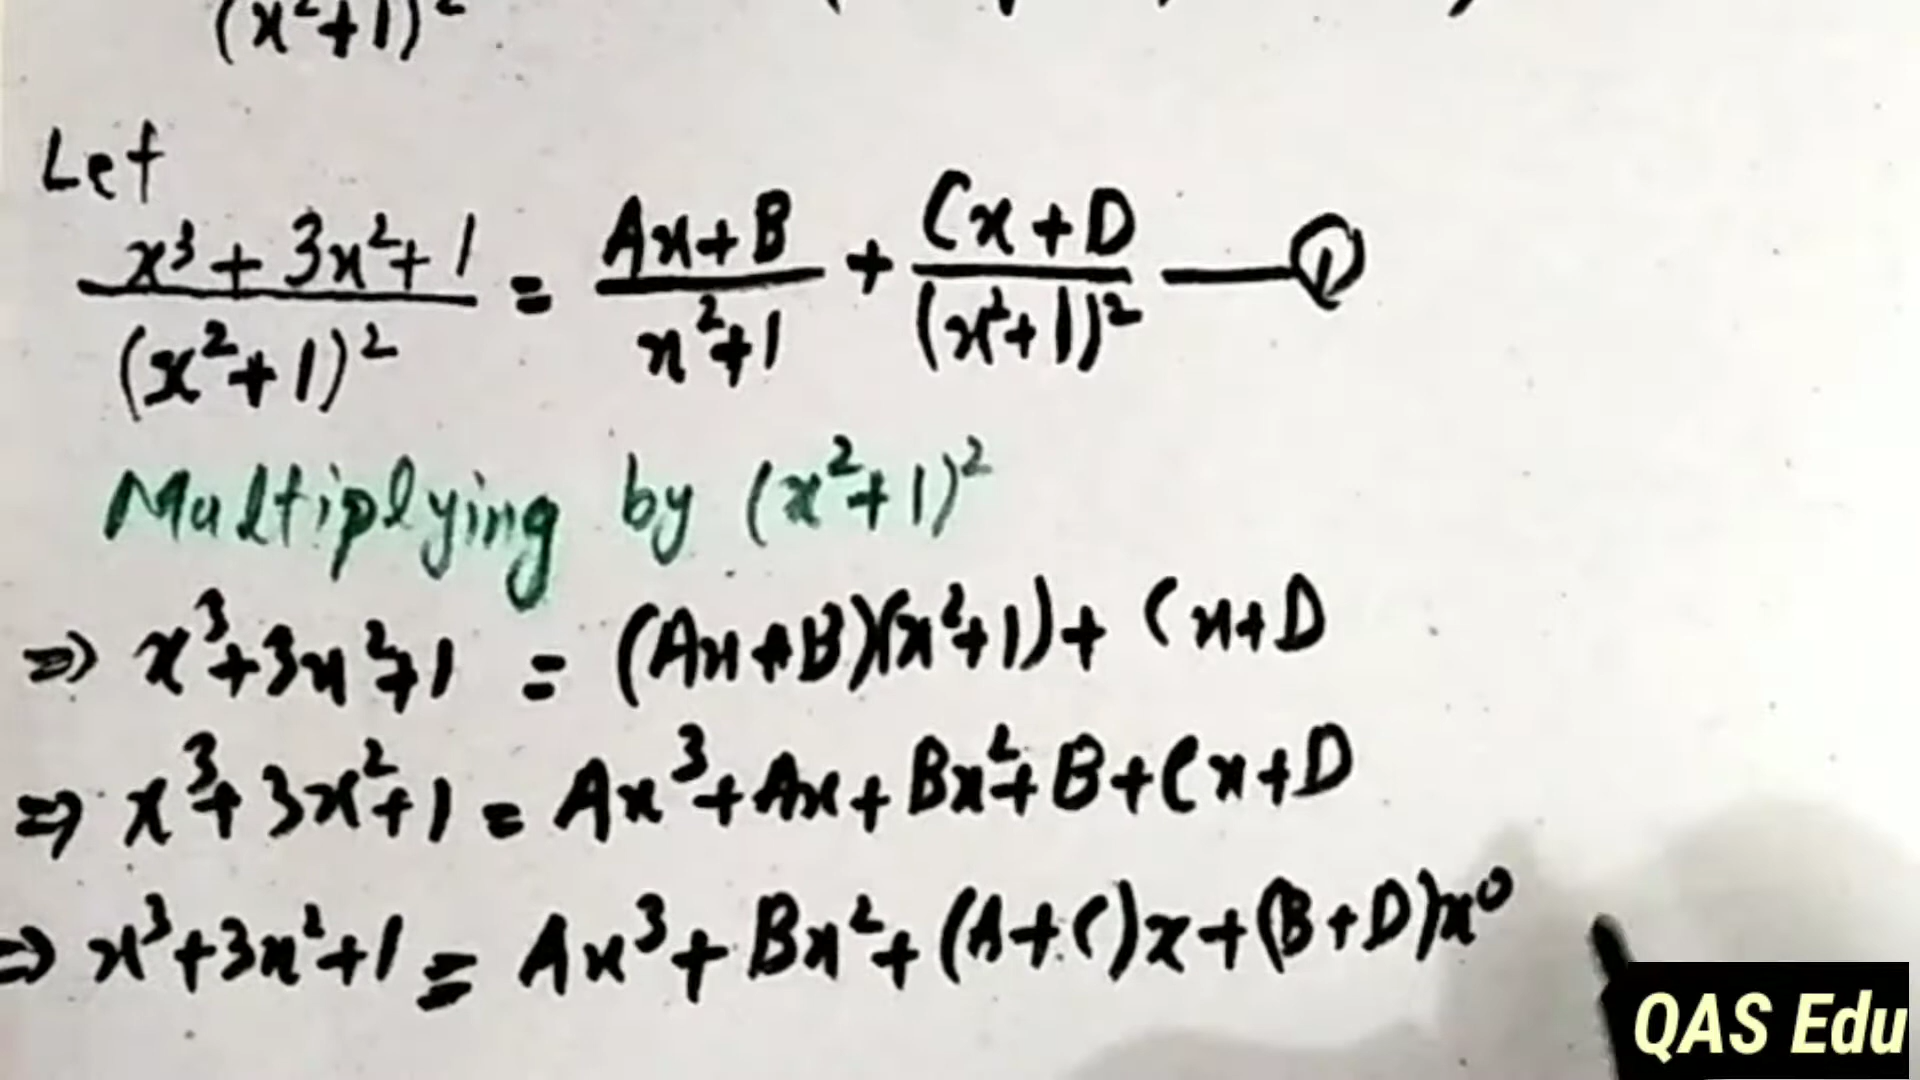 (x²+1)²
Let
x³ + 3x² + 1 / (x²+1)² = Ax+B / x²+1 + Cx+D / (x²+1)² — ①
Multiplying by (x²+1)²
⇒ x³+3x²+1 = (Ax+B)(x²+1)+ Cx+D
⇒ x³+3x²+1 = Ax³+Ax+Bx²+B+Cx+D
⇒ x³+3x²+1 = Ax³+Bx²+(A+C)x+(B+D)x⁰
QAS Edu